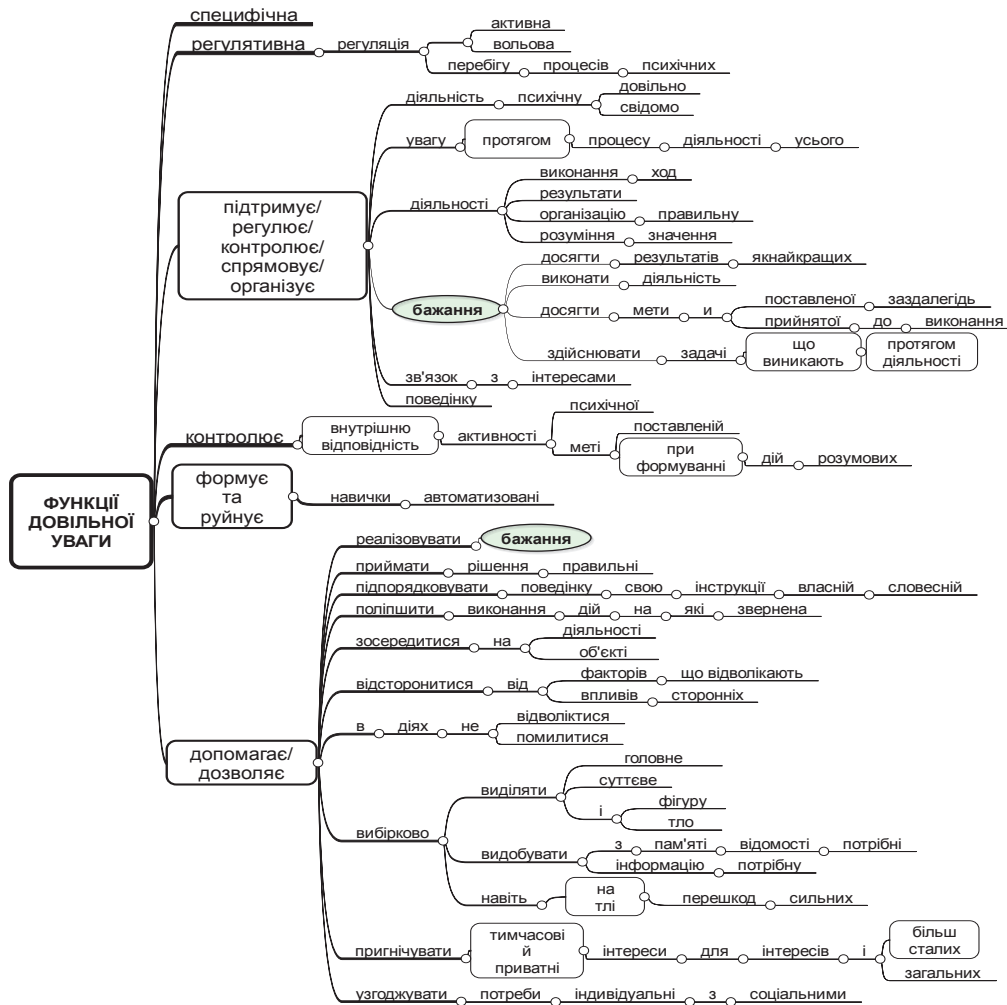 ФУНКЦІЇ
ДОВІЛЬНОЇ
УВАГИ
специфічна
регулятивна регуляція
активна
вольова
перебігу процесів психічних
підтримує/
регулює/
контролює/
спрямовує/
організує
діяльність психічну
довільно
свідомо
увагу протягом процесу діяльності усього
діяльності
виконання ход
результати
організацію правильну
розуміння значення
бажання
досягти результатів якнайкращих
виконати діяльність
досягти мети и
поставленої заздалегідь
прийнятої до виконання
здійснювати задачі
що
виникають
протягом
діяльності
зв'язок з інтересами
поведінку
контролює
внутрішню
відповідність
активності
психічної
меті
поставленій
при
формуванні
дій розумових
формує
та
руйнує
навички автоматизовані
допомагає/
дозволяє
реалізовувати бажання
приймати рішення правильні
підпорядковувати поведінку свою інструкції власній словесній
поліпшити виконання дій на які звернена
зосередитися на
діяльності
об'єкті
відсторонитися від
факторів що відволікають
впливів сторонніх
в діях не
відволіктися
помилитися
вибірково
виділяти
головне
суттєве
і
фігуру
тло
видобувати
з пам'яті відомості потрібні
інформацію потрібну
навіть
на
тлі
перешкод сильних
пригнічувати
тимчасові
й
приватні
інтереси для інтересів і
більш
сталих
загальних
узгоджувати потреби індивідуальні з соціальними